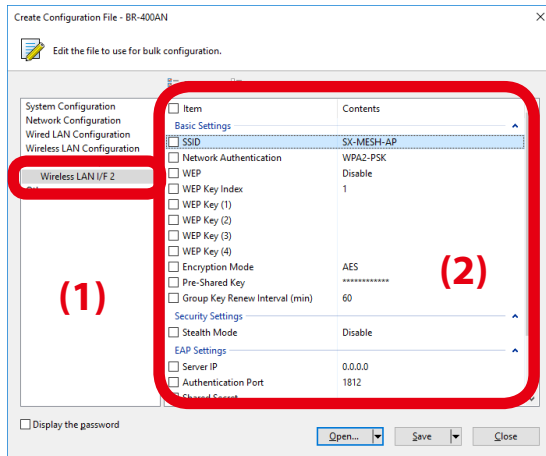 Create Configuration File - BR-400AN
Edit the file to use for bulk configuration.
System Configuration
Network Configuration
Wired LAN Configuration
Wireless LAN Configuration
Wireless LAN I/F 2
(1)
Item Contents
Basic Settings
SSID SX-MESH-AP
Network Authentication WPA2-PSK
WEP Disable
WEP Key Index 1
WEP Key (1)
WEP Key (2)
WEP Key (3)
WEP Key (4)
Encryption Mode AES
Pre-Shared Key ************
Group Key Renew Interval (min) 60
Security Settings
Stealth Mode Disable
EAP Settings
Server IP 0.0.0.0
Authentication Port 1812
Shared Secret
(2)
Display the password
Open... Save Close